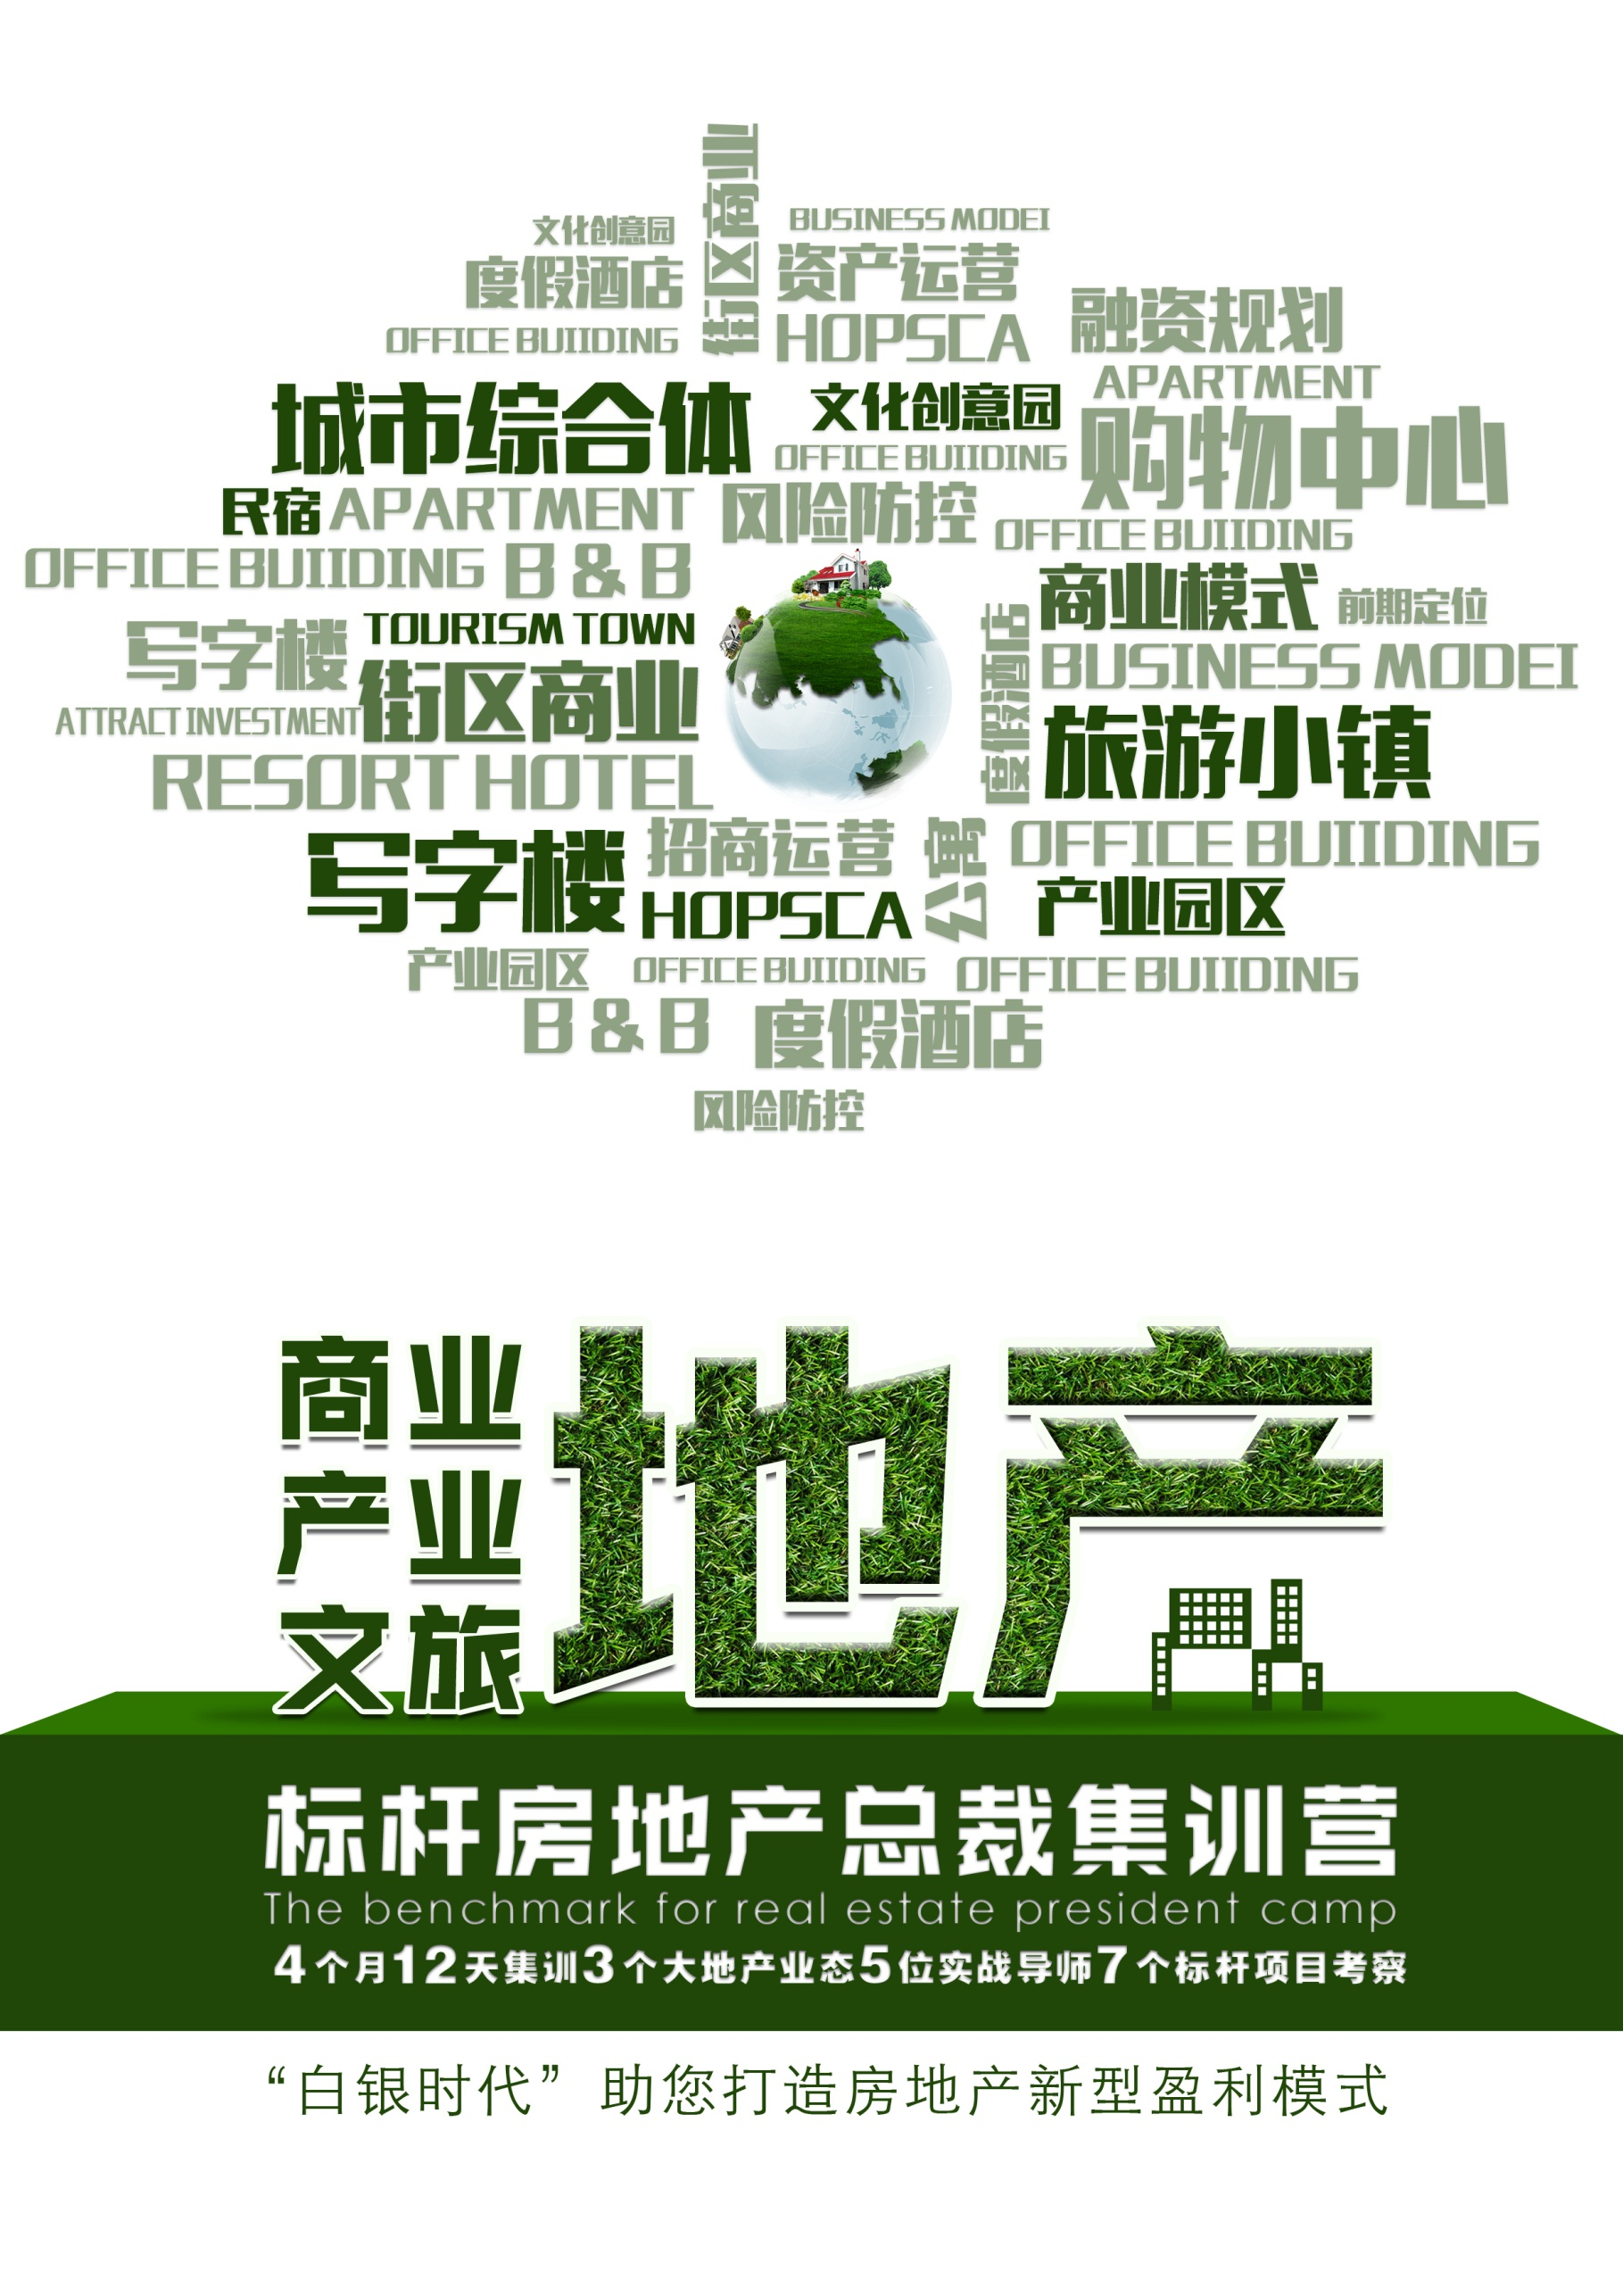 街区商业
文化创意园
BUSINESS MODEI
度假酒店
资产运营
OFFICE BUIIDING
HOPSCA
融资规划
APARTMENT
城市综合体
文化创意园
购物中心
OFFICE BUIIDING
民宿 APARTMENT
风险防控
OFFICE BUIIDING
OFFICE BUIIDING B & B
商业模式
前期定位
度假酒店
TOURISM TOWN
写字楼
BUSINESS MODEI
街区商业
ATTRACT INVESTMENT
旅游小镇
RESORT HOTEL
写字楼
招商运营
公寓
OFFICE BUIIDING
HOPSCA
产业园区
产业园区
OFFICE BUIIDING
OFFICE BUIIDING
B & B
度假酒店
风险防控
商业
产业
文旅
地产
标杆房地产总裁集训营
The benchmark for real estate president camp
4个月12天集训3个大地产业态5位实战导师7个标杆项目考察
“白银时代” 助您打造房地产新型盈利模式